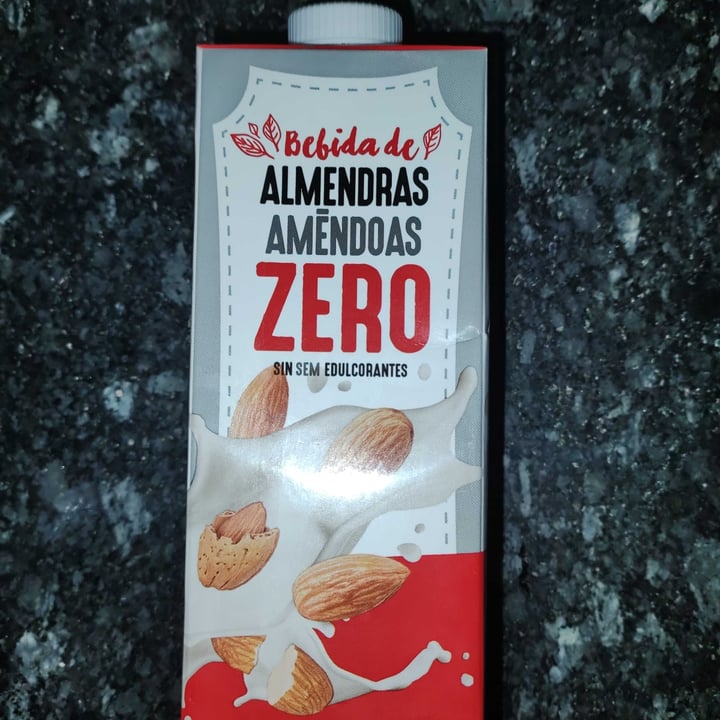 Bebida de
ALMENDRAS
AMÊNDOAS
ZERO
SIN SEM EDULCORANTES